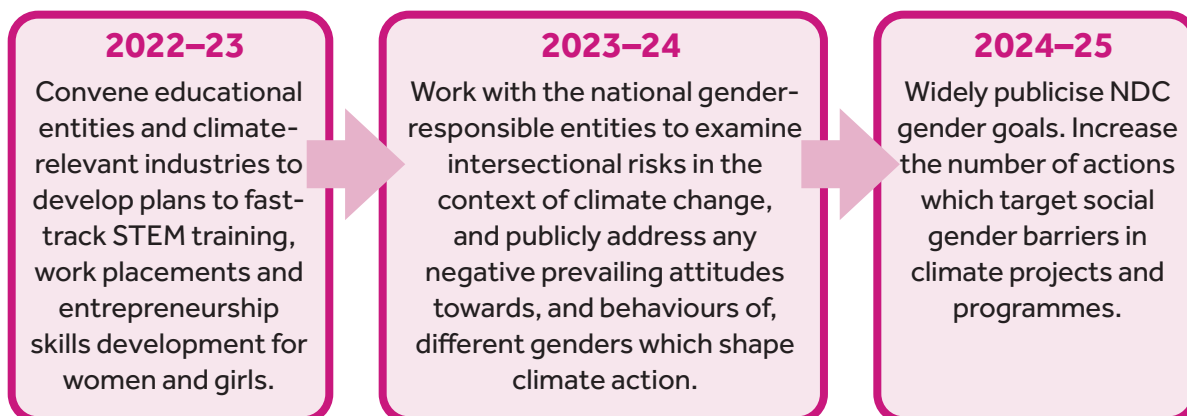 2022–23
Convene educational
entities and climate-
relevant industries to
develop plans to fast-
track STEM training,
work placements and
entrepreneurship
skills development for
women and girls.
2023–24
Work with the national gender-
responsible entities to examine
intersectional risks in the
context of climate change,
and publicly address any
negative prevailing attitudes
towards, and behaviours of,
different genders which shape
climate action.
2024–25
Widely publicise NDC
gender goals. Increase
the number of actions
which target social
gender barriers in
climate projects and
programmes.